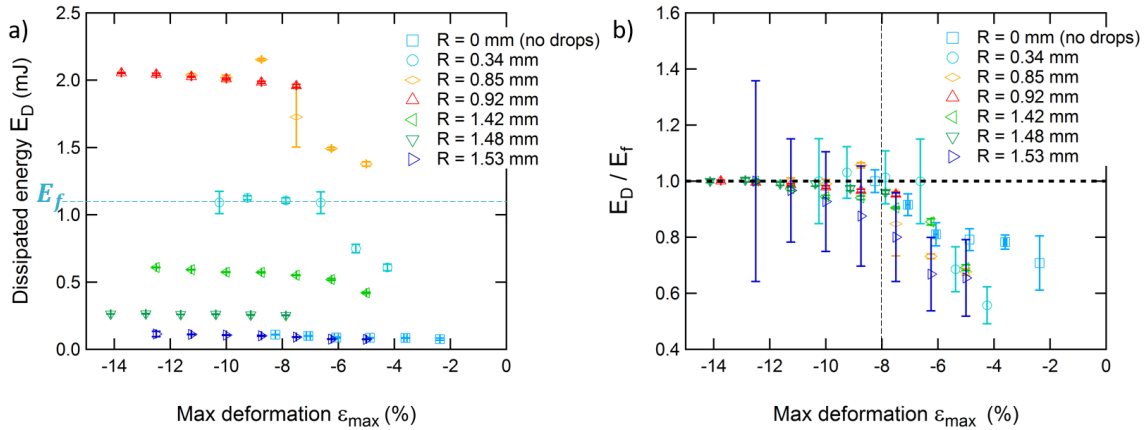 a)
Dissipated energy E_D (mJ)
2.5
2.0
1.5
1.0
0.5
0.0
E_f
R = 0 mm (no drops)
R = 0.34 mm
R = 0.85 mm
R = 0.92 mm
R = 1.42 mm
R = 1.48 mm
R = 1.53 mm
-14 -12 -10 -8 -6 -4 -2 0
Max deformation ε_max (%)
b)
E_D / E_f
1.6
1.4
1.2
1.0
0.8
0.6
0.4
R = 0 mm (no drops)
R = 0.34 mm
R = 0.85 mm
R = 0.92 mm
R = 1.42 mm
R = 1.48 mm
R = 1.53 mm
-14 -12 -10 -8 -6 -4 -2 0
Max deformation ε_max (%)